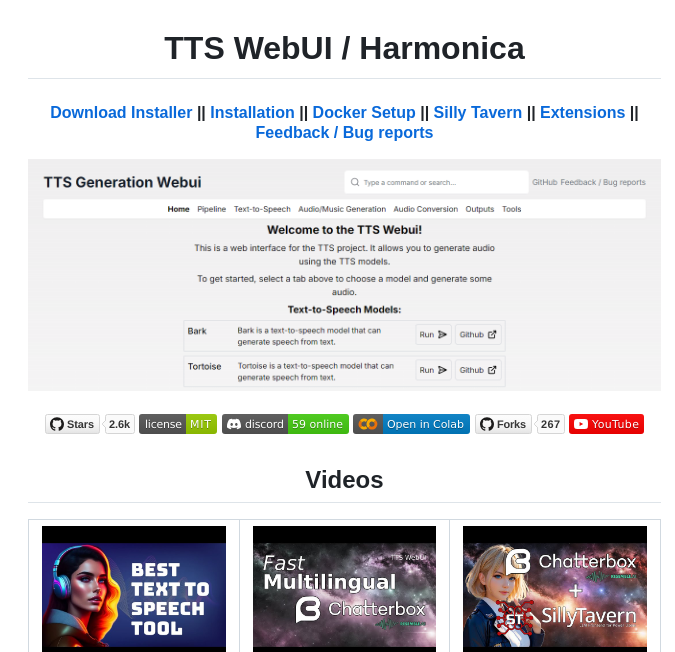 TTS WebUI / Harmonica
Download Installer || Installation || Docker Setup || Silly Tavern || Extensions ||
Feedback / Bug reports
TTS Generation Webui
Type a command or search...
GitHub Feedback / Bug reports
Home Pipeline Text-to-Speech Audio/Music Generation Audio Conversion Outputs Tools
Welcome to the TTS Webui!
This is a web interface for the TTS project. It allows you to generate audio
using the TTS models.
To get started, select a tab above to choose a model and generate some
audio.
Text-to-Speech Models:
Bark
Bark is a text-to-speech model that can
generate speech from text.
Run
Github
Tortoise
Tortoise is a text-to-speech model that can
generate speech from text.
Run
Github
Stars 2.6k license MIT discord 59 online Open in Colab Forks 267 YouTube
Videos
BEST
TEXT TO
SPEECH
TOOL
TTS WebUI
Fast
Multilingual
Chatterbox
Chatterbox
+
ST SillyTavern